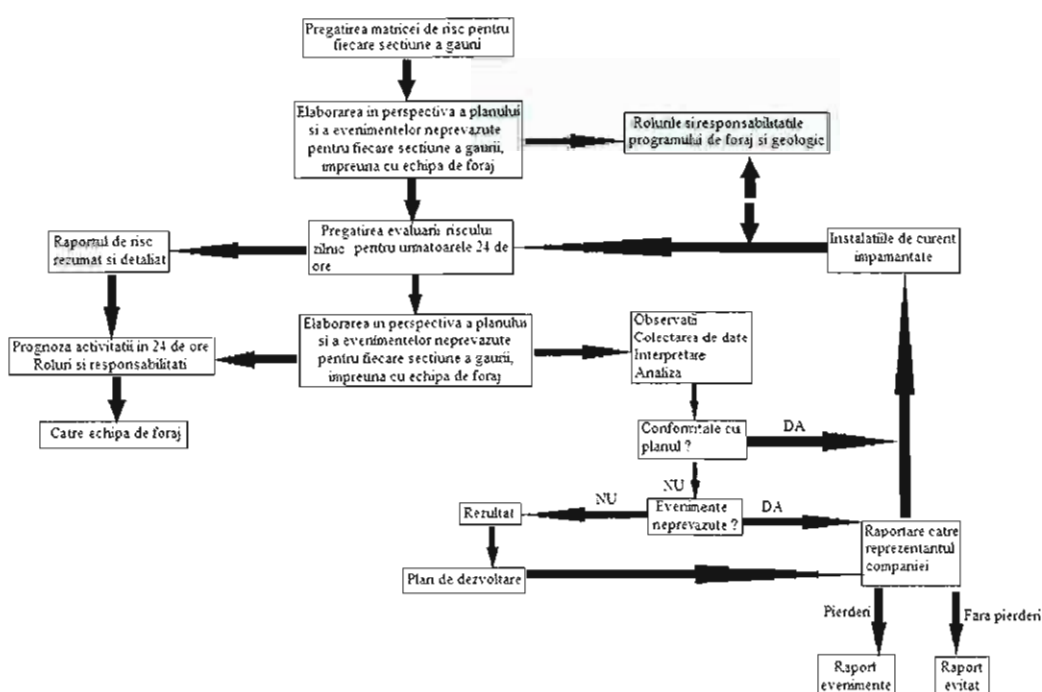 Pregatirea matricei de risc pentru
fiecare sectiune a gaurii
Elaborarea in perspectiva a planului
si a evenimentelor neprevazute
pentru fiecare sectiune a gaurii,
impreuna cu echipa de foraj
Rolurile si responsabilitatile
programului de foraj si geologic
Raportul de risc
rezumat si detaliat
Pregatirea evaluarii riscului
zilnic pentru urmatoarele 24 de
ore
Instalatiile de curent
impamantate
Prognoza activitatii in 24 de ore
Roluri si responsabilitati
Elaborarea in perspectiva a planului
si a evenimentelor neprevazute
pentru fiecare sectiune a gaurii,
impreuna cu echipa de foraj
Observatii
Colectarea de date
Interpretare
Analiza
Catre echipa de foraj
Conformitate cu
planul ?
DA
NU
Rezultat
NU
Evenimente
neprevazute ?
DA
Raportare catre
reprezentantul
companiei
Plan de dezvoltare
Pierderi
Fara pierderi
Raport
evenimente
Raport
evitat